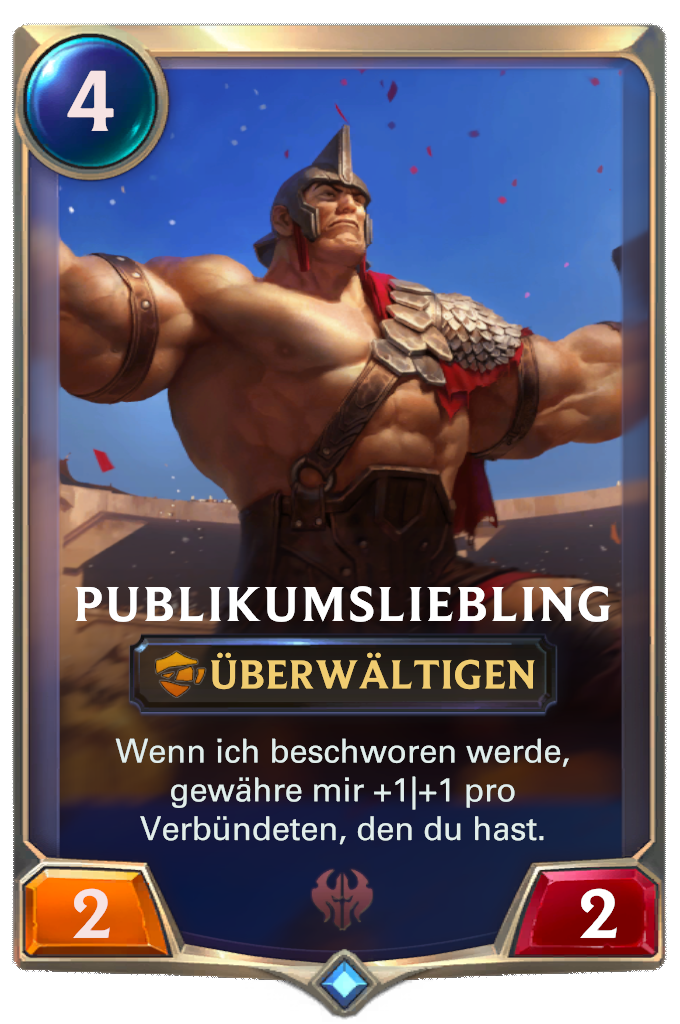 4
PUBLIKUMSLIEBLING
ÜBERWÄLTIGEN
Wenn ich beschworen werde,
gewähre mir +1|+1 pro
Verbündeten, den du hast.
2
2